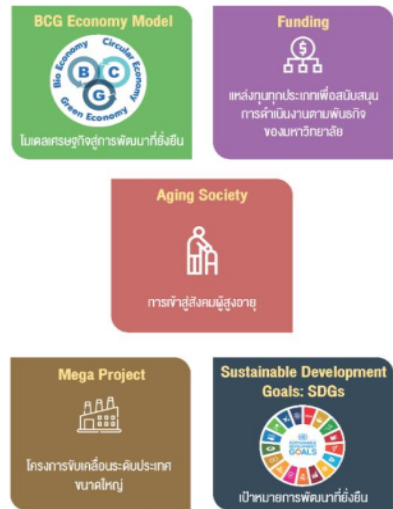 BCG Economy Model
Bio Economy
Circular Economy
B
C
G
Green Economy
โมเดลเศรษฐกิจสู่การพัฒนาที่ยั่งยืน
Funding
$
แหล่งทุนทุกประเภทเพื่อสนับสนุน
การดำเนินงานตามพันธกิจ
ของมหาวิทยาลัย
Aging Society
การเข้าสู่สังคมผู้สูงอายุ
Mega Project
โครงการขับเคลื่อนระดับประเทศ
ขนาดใหญ่
Sustainable Development
Goals: SDGs
SUSTAINABLE
DEVELOPMENT
GOALS
เป้าหมายการพัฒนาที่ยั่งยืน